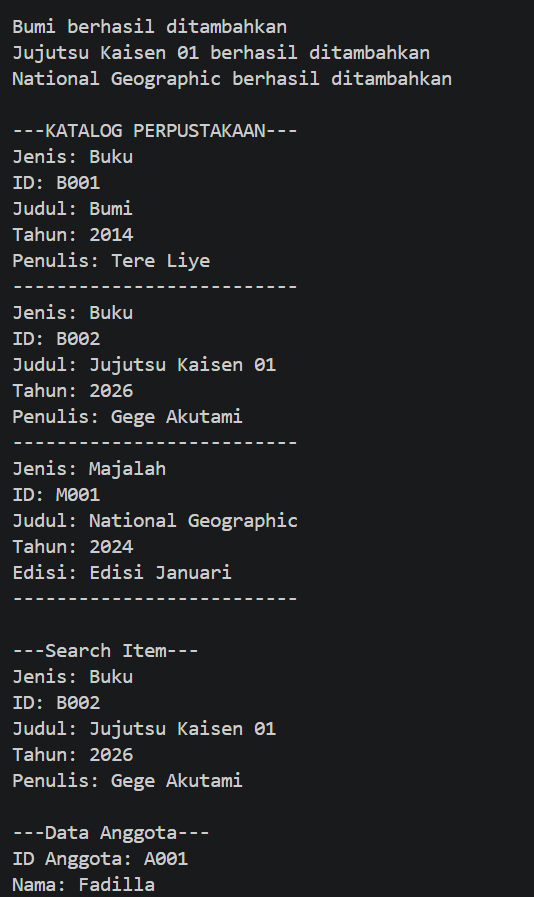 Bumi berhasil ditambahkan
Jujutsu Kaisen 01 berhasil ditambahkan
National Geographic berhasil ditambahkan

---KATALOG PERPUSTAKAAN---
Jenis: Buku
ID: B001
Judul: Bumi
Tahun: 2014
Penulis: Tere Liye
--------------------------
Jenis: Buku
ID: B002
Judul: Jujutsu Kaisen 01
Tahun: 2026
Penulis: Gege Akutami
--------------------------
Jenis: Majalah
ID: M001
Judul: National Geographic
Tahun: 2024
Edisi: Edisi Januari
--------------------------

---Search Item---
Jenis: Buku
ID: B002
Judul: Jujutsu Kaisen 01
Tahun: 2026
Penulis: Gege Akutami

---Data Anggota---
ID Anggota: A001
Nama: Fadilla